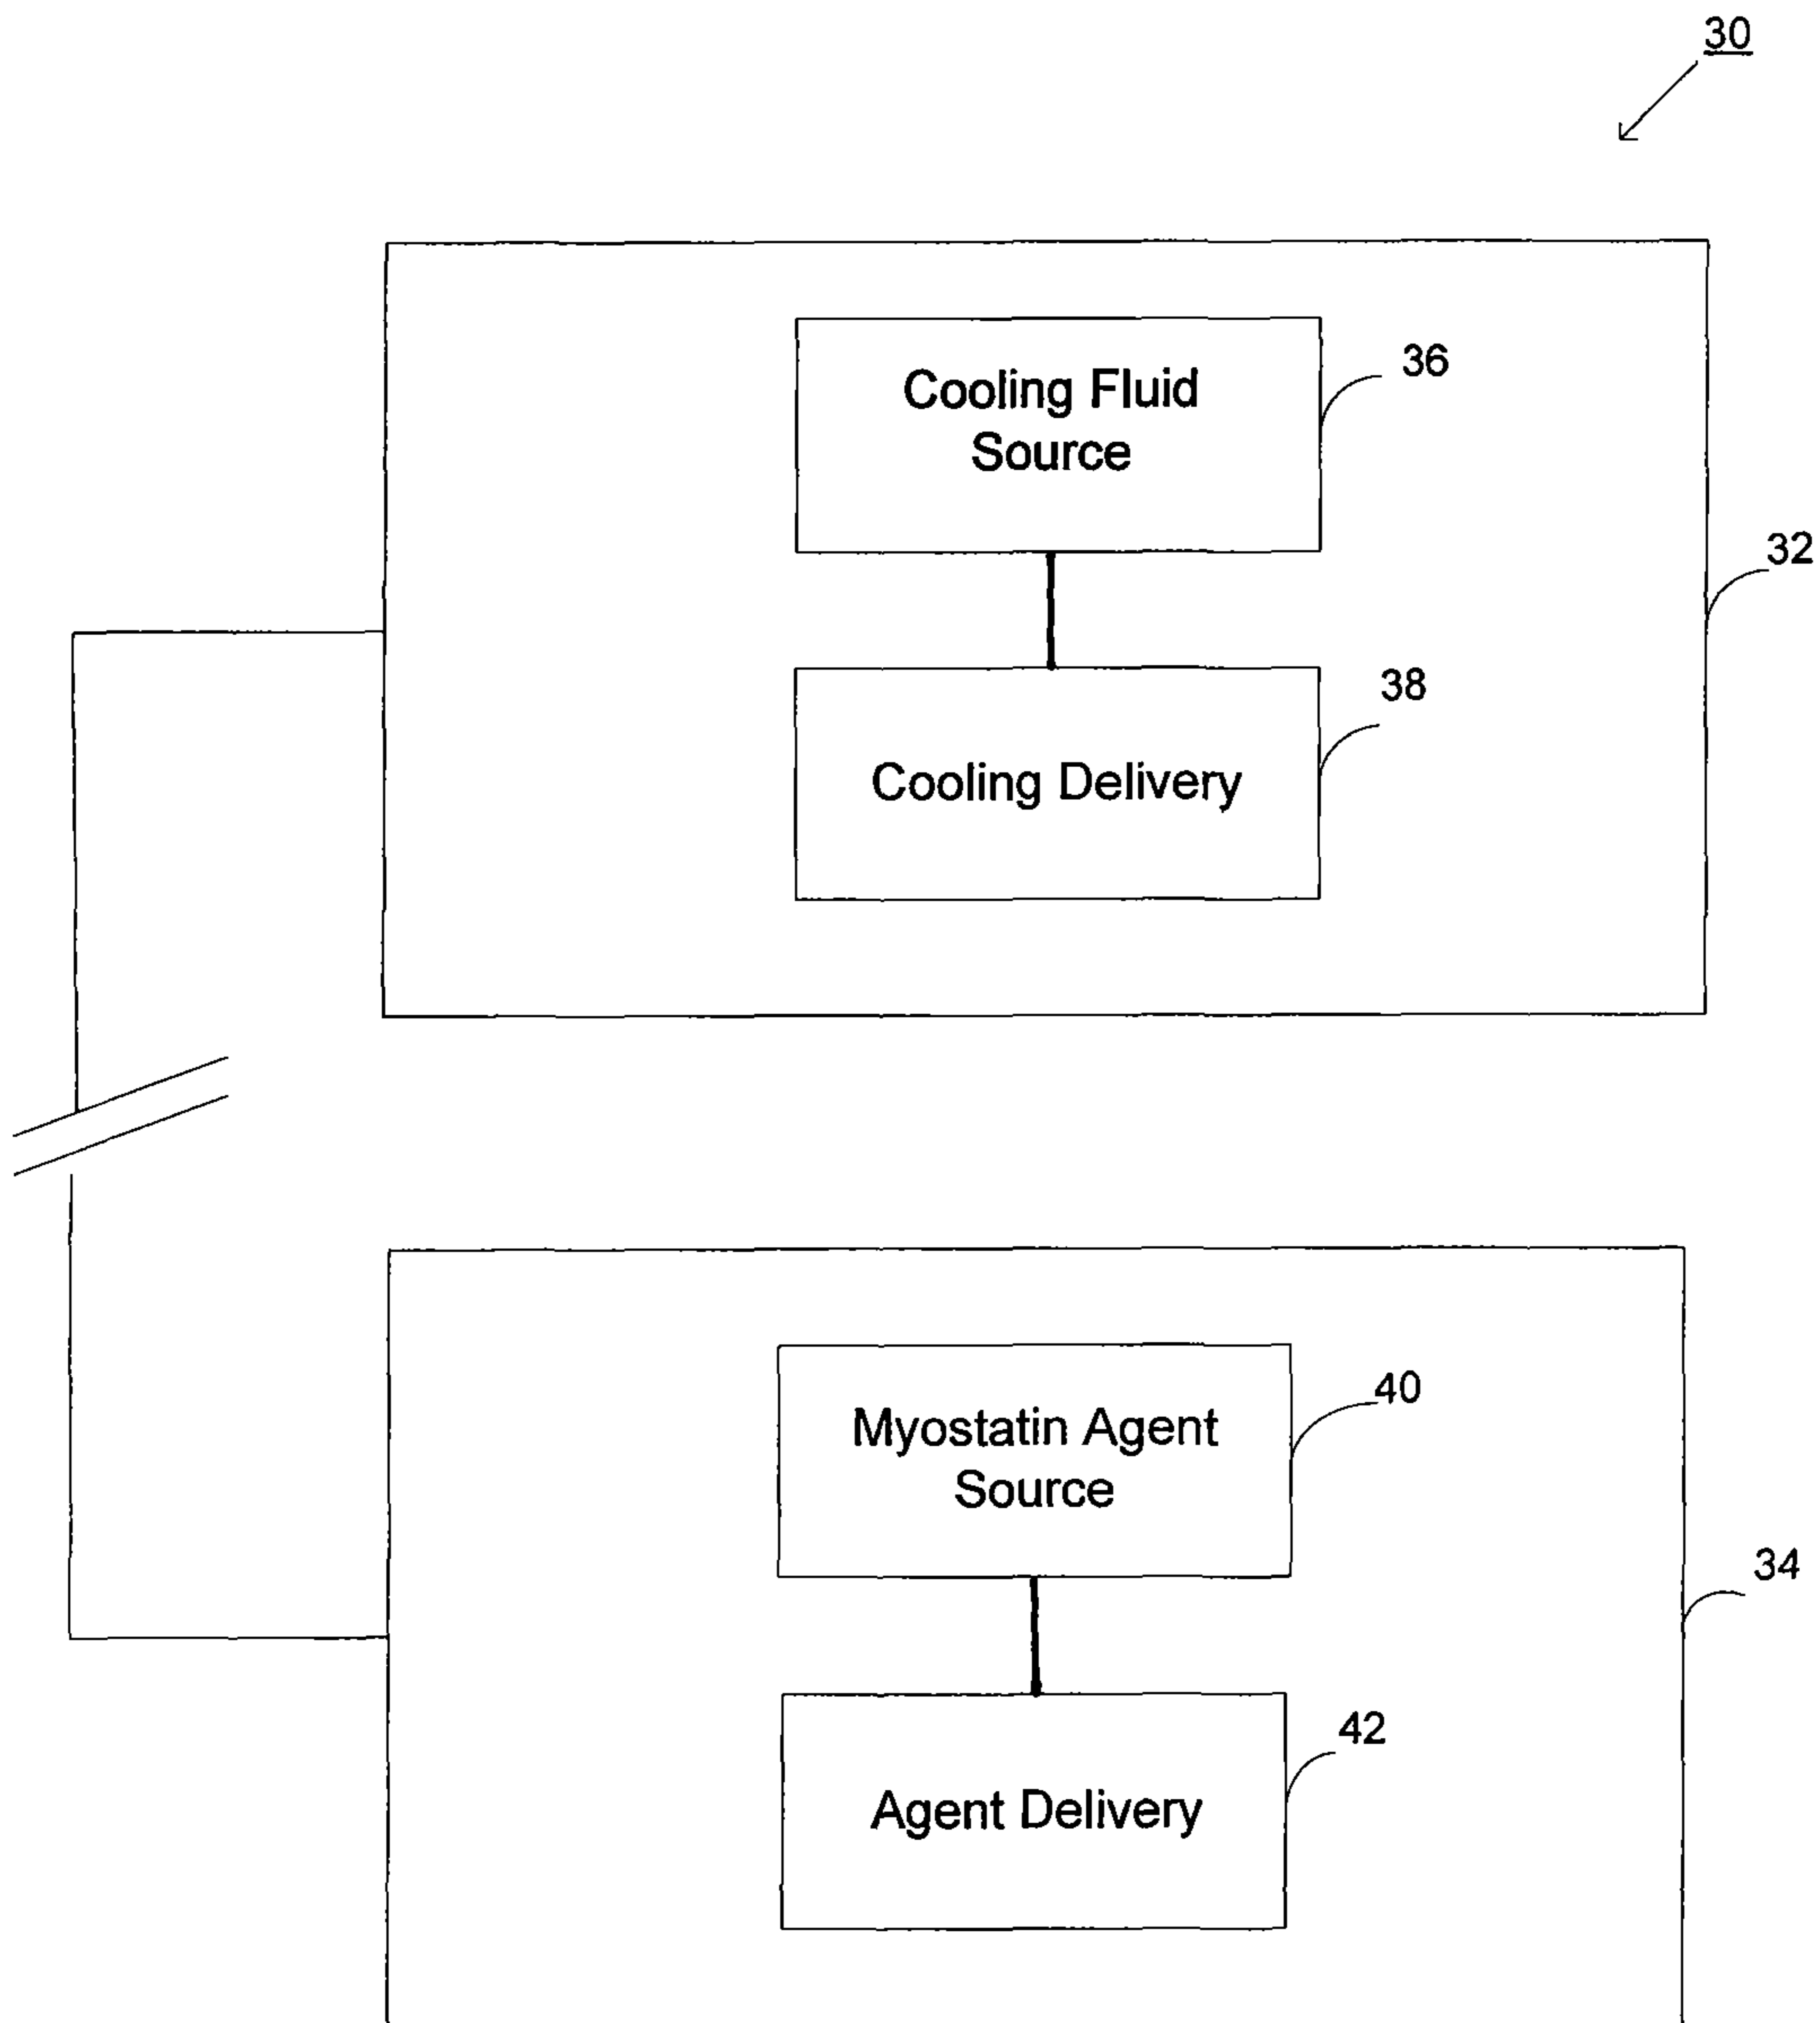 30
Cooling Fluid
Source
36
32
38
Cooling Delivery
Myostatin Agent
Source
40
34
42
Agent Delivery